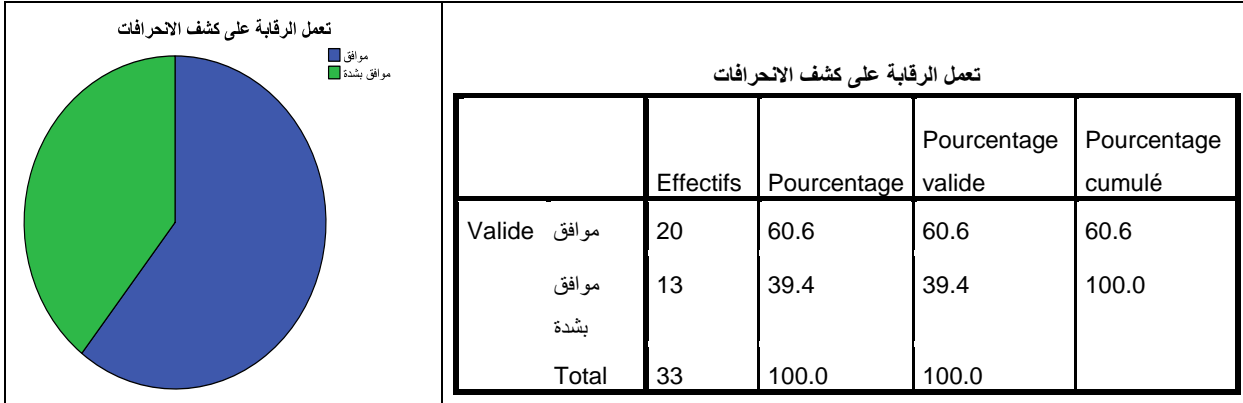 تعمل الرقابة على كشف الانحرافات
موافق
موافق بشدة
تعمل الرقابة على كشف الانحرافات
Effectifs Pourcentage Pourcentage valide Pourcentage cumulé
Valide موافق 20 60.6 60.6 60.6
موافق بشدة 13 39.4 39.4 100.0
Total 33 100.0 100.0